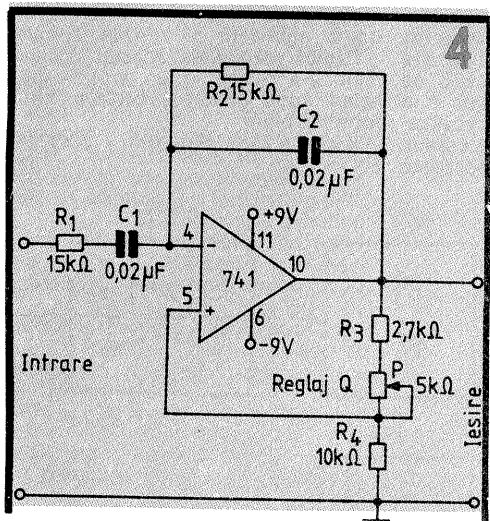 4
R2 15kΩ
C2
0,02µF
R1
15kΩ
C1
0,02µF
4
-
+9V
11
741
10
5
+
6
-9V
R3 2,7kΩ
Intrare
Reglaj Q
P
5kΩ
R4
10kΩ
Iesire